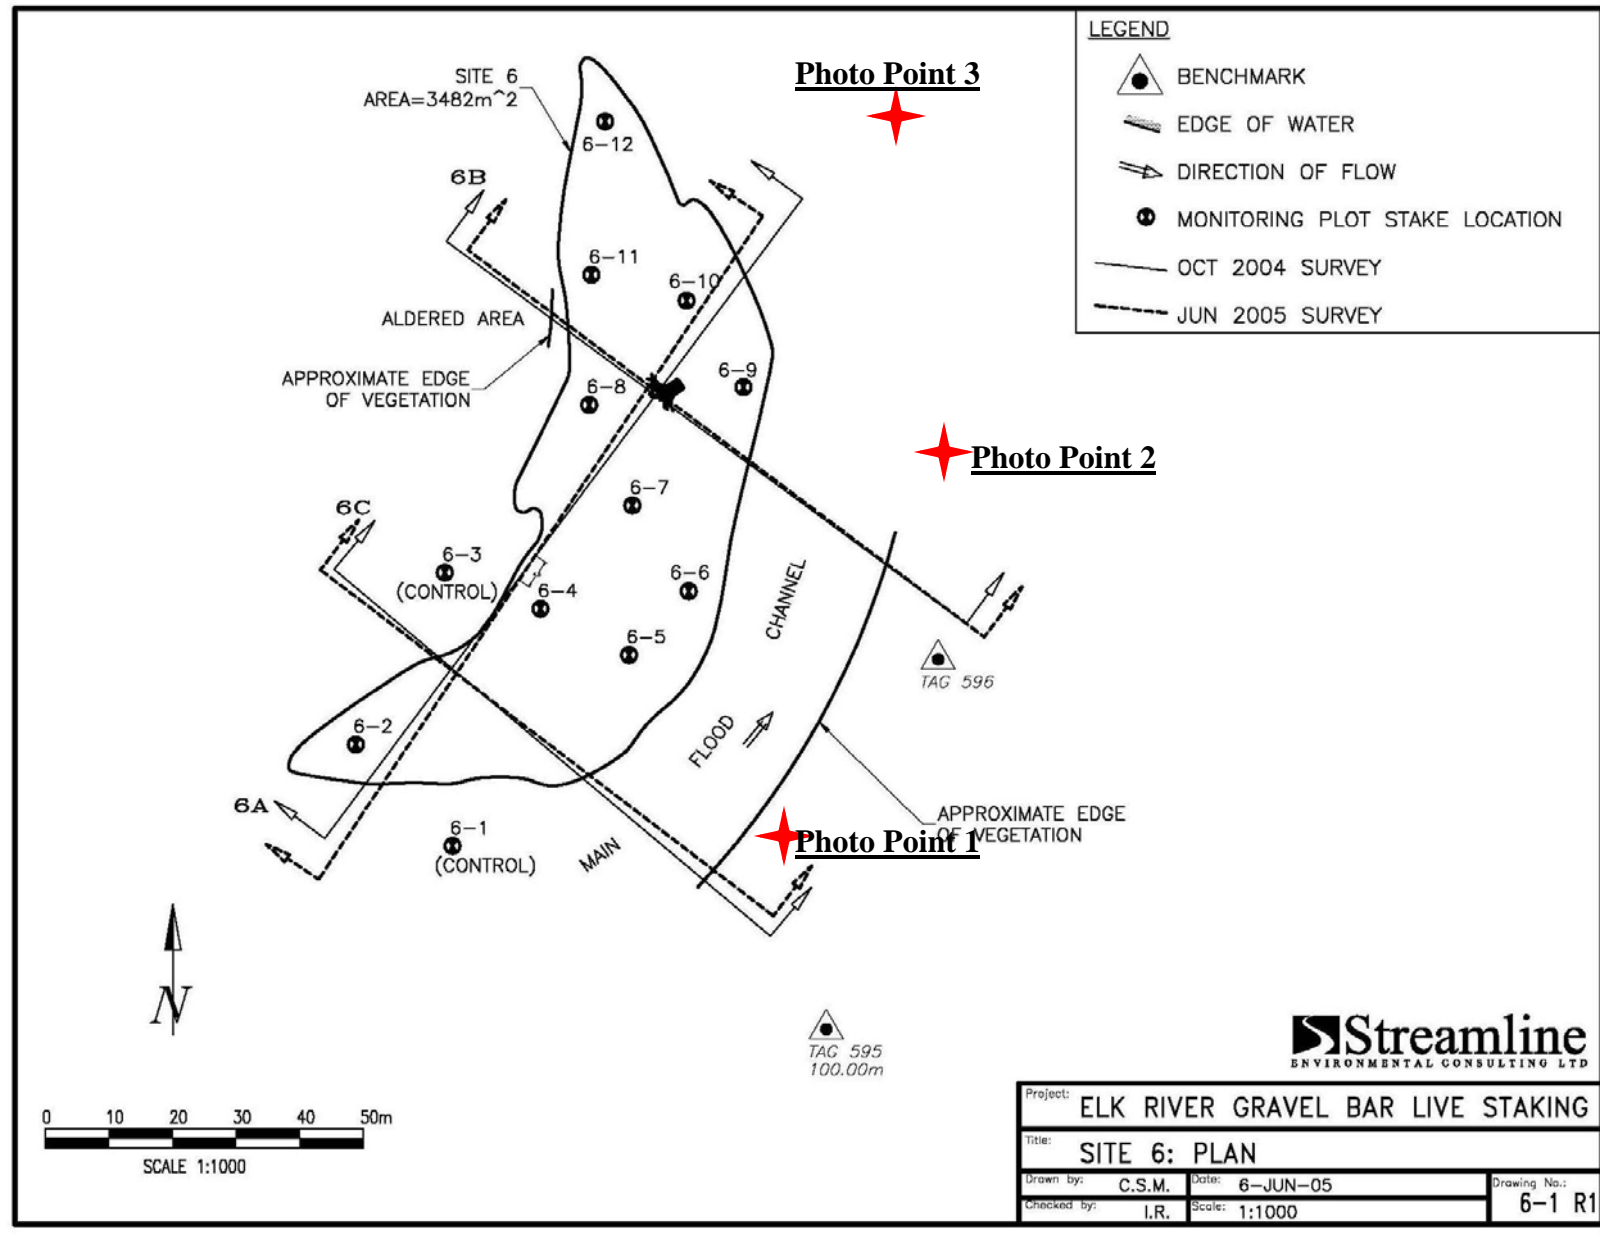 LEGEND
BENCHMARK
EDGE OF WATER
DIRECTION OF FLOW
MONITORING PLOT STAKE LOCATION
OCT 2004 SURVEY
JUN 2005 SURVEY
Photo Point 3
SITE 6
AREA=3482m^2
6-12
6B
6-11
6-10
ALDERED AREA
APPROXIMATE EDGE
OF VEGETATION
6-8
6-9
Photo Point 2
6-7
6C
6-3
(CONTROL)
6-4
6-6
6-5
CHANNEL
TAG 596
6-2
FLOOD
6A
6-1
(CONTROL)
MAIN
APPROXIMATE EDGE
OF VEGETATION
Photo Point 1
N
TAG 595
100.00m
0 10 20 30 40 50m
SCALE 1:1000
Streamline
ENVIRONMENTAL CONSULTING LTD
Project: ELK RIVER GRAVEL BAR LIVE STAKING
Title: SITE 6: PLAN
Drawn by: C.S.M. Date: 6-JUN-05
Checked by: I.R. Scale: 1:1000
Drawing No.:
6-1 R1